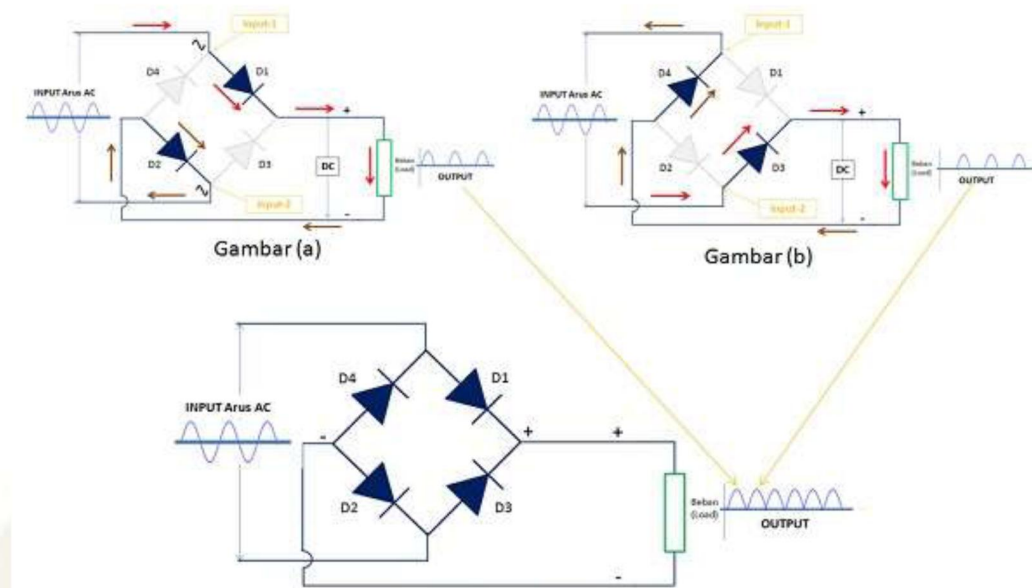 Input-1
D4
D1
INPUT Arus AC
+
D2
D3
DC
Beban
(Load)
OUTPUT
Input-2
-
Gambar (a)
Input-1
D4
D1
INPUT Arus AC
+
D2
D3
DC
Beban
(Load)
OUTPUT
Input-2
-
Gambar (b)
D4
D1
INPUT Arus AC
-
+
+
D2
D3
Beban
(Load)
OUTPUT
-